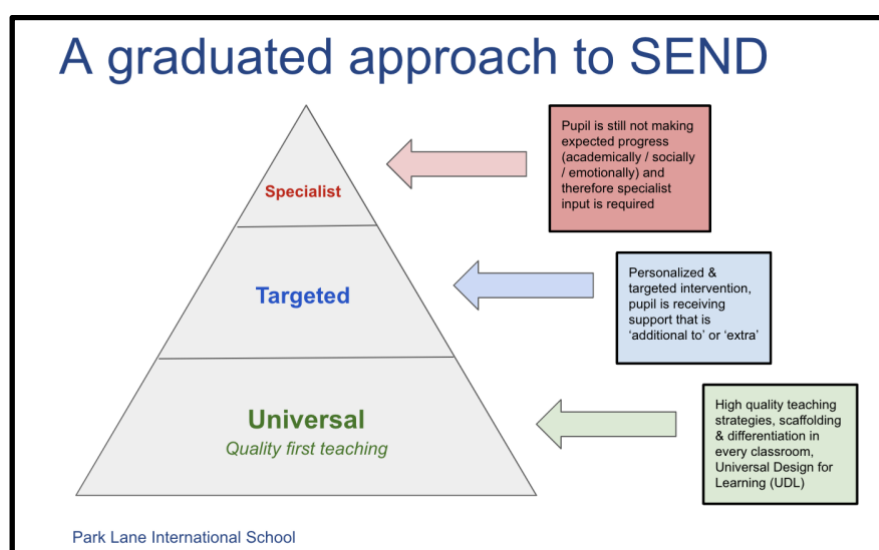 A graduated approach to SEND
Specialist
Pupil is still not making
expected progress
(academically / socially
/ emotionally) and
therefore specialist
input is required
Targeted
Personalized &
targeted intervention,
pupil is receiving
support that is
‘additional to’ or ‘extra’
Universal
Quality first teaching
High quality teaching
strategies, scaffolding
& differentiation in
every classroom,
Universal Design for
Learning (UDL)
Park Lane International School